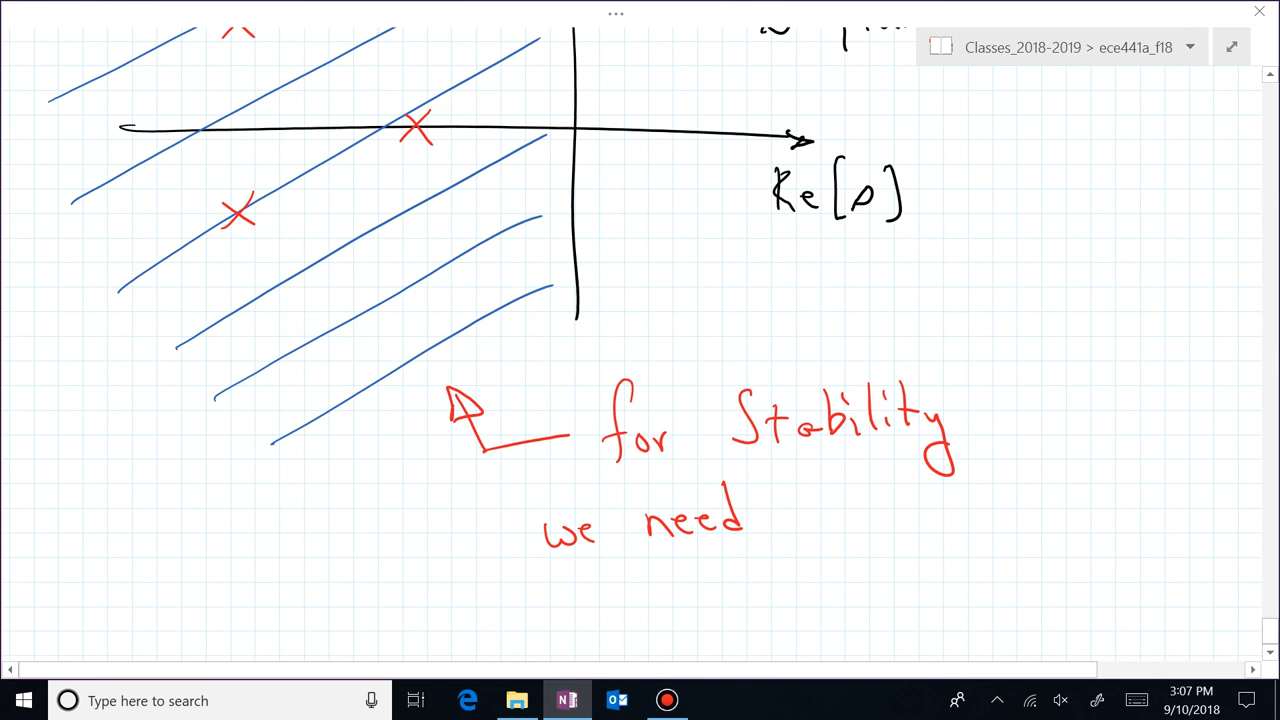 Classes_2018-2019 > ece441a_f18
Re[s]
for Stability
we need
Type here to search
3:07 PM
9/10/2018